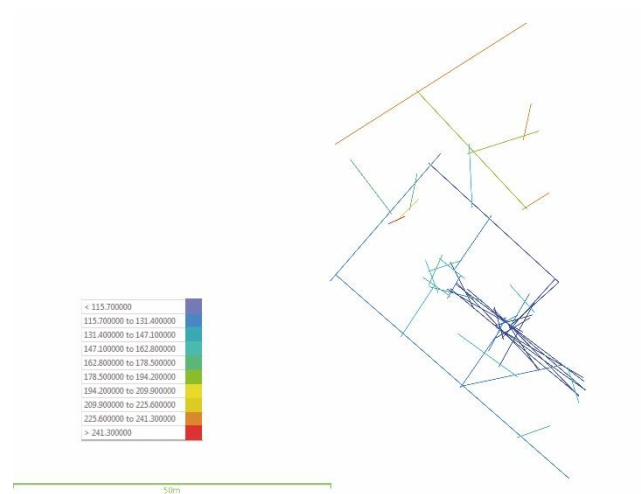 < 115.700000
115.700000 to 131.400000
131.400000 to 147.100000
147.100000 to 162.800000
162.800000 to 178.500000
178.500000 to 194.200000
194.200000 to 209.900000
209.900000 to 225.600000
225.600000 to 241.300000
> 241.300000
50m